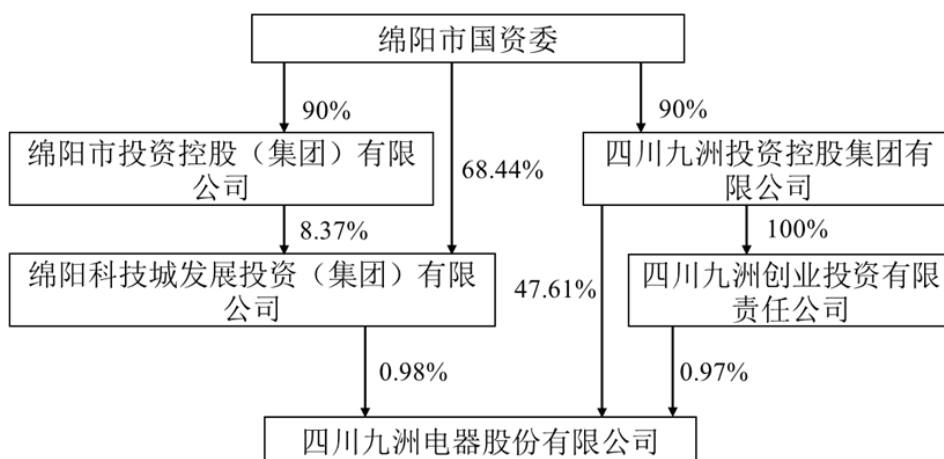 绵阳市国资委
90%
90%
绵阳市投资控股（集团）有限
公司
68.44%
四川九洲投资控股集团有
限公司
8.37%
100%
绵阳科技城发展投资（集团）有限
公司
47.61%
四川九洲创业投资有限
责任公司
0.98%
0.97%
四川九洲电器股份有限公司